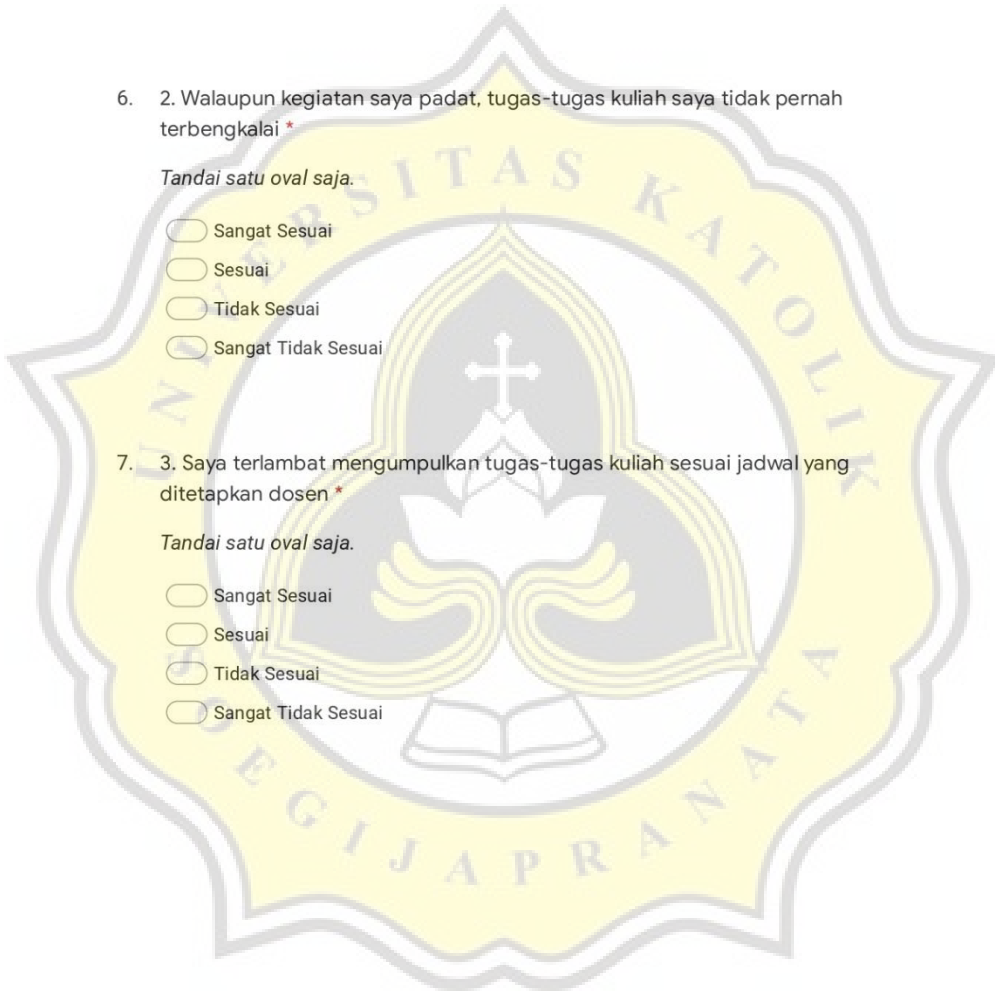 6. 2. Walaupun kegiatan saya padat, tugas-tugas kuliah saya tidak pernah
terbengkalai *
Tandai satu oval saja.
Sangat Sesuai
Sesuai
Tidak Sesuai
Sangat Tidak Sesuai
7. 3. Saya terlambat mengumpulkan tugas-tugas kuliah sesuai jadwal yang
ditetapkan dosen *
Tandai satu oval saja.
Sangat Sesuai
Sesuai
Tidak Sesuai
Sangat Tidak Sesuai
UNIVERSITAS KATOLIK
SOEGIJAPRANATA